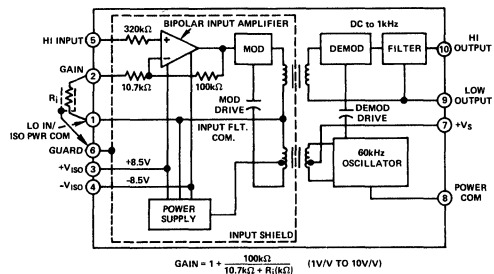 BIPOLAR INPUT AMPLIFIER
DC to 1kHz
HI INPUT 5 320kΩ + − MOD DEMOD FILTER 10 HI OUTPUT
GAIN 2 10.7kΩ 100kΩ
MOD DRIVE
DEMOD DRIVE
9 LOW OUTPUT
Ri
1 INPUT FLT. COM.
LO IN/ ISO PWR COM
7 +VS
GUARD 6
60kHz OSCILLATOR
+VISO 3 +8.5V
−VISO 4 −8.5V
POWER SUPPLY
8 POWER COM
INPUT SHIELD
GAIN = 1 + 100kΩ / 10.7kΩ + Ri(kΩ) (1V/V TO 10V/V)